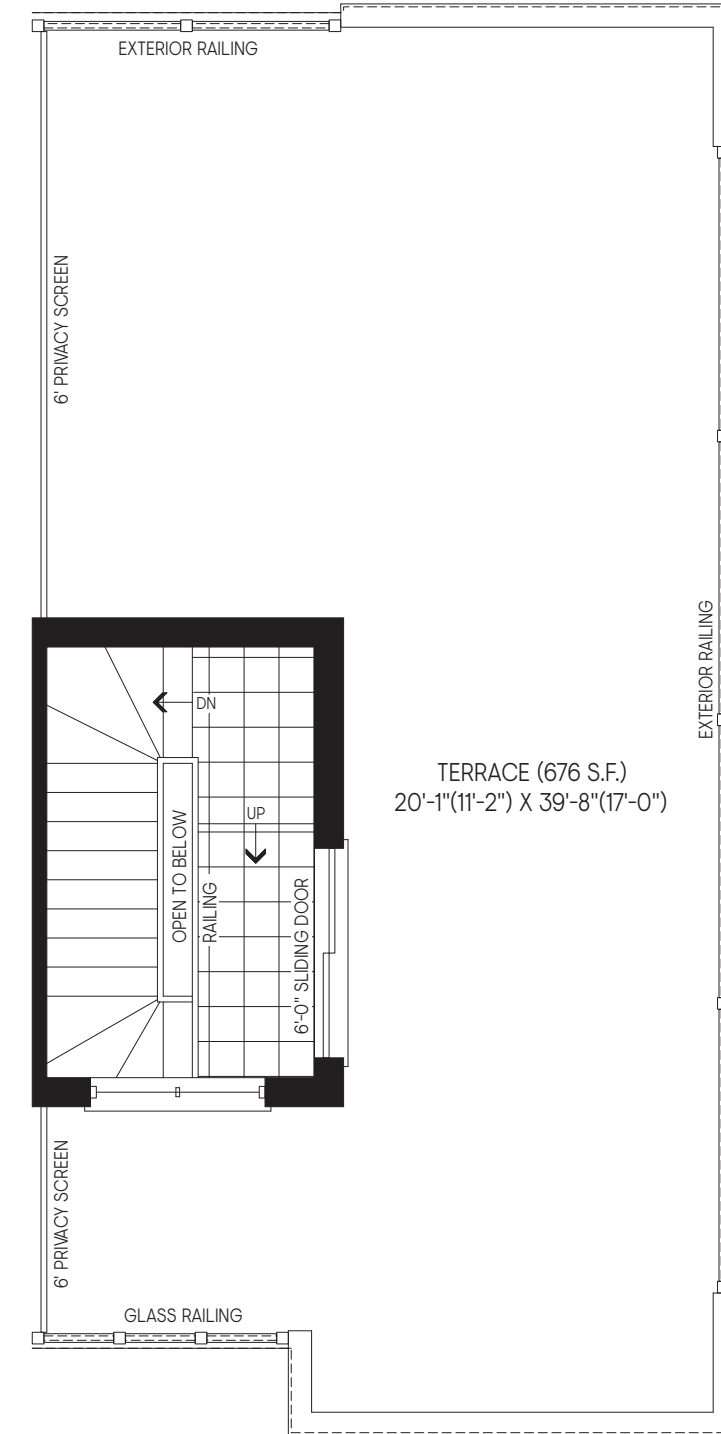 EXTERIOR RAILING
6' PRIVACY SCREEN
EXTERIOR RAILING
DN
TERRACE (676 S.F.)
20'-1"(11'-2") X 39'-8"(17'-0")
UP
OPEN TO BELOW
RAILING
6'-0" SLIDING DOOR
6' PRIVACY SCREEN
GLASS RAILING